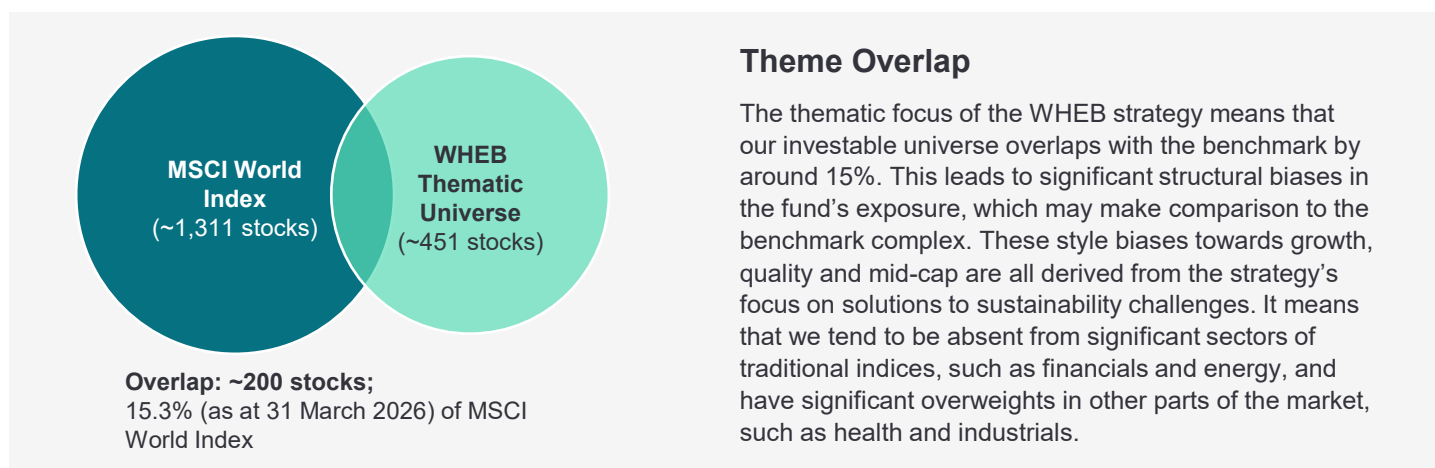 MSCI World
Index
(~1,311 stocks)
WHEB
Thematic
Universe
(~451 stocks)
Overlap: ~200 stocks;
15.3% (as at 31 March 2026) of MSCI
World Index
Theme Overlap
The thematic focus of the WHEB strategy means that
our investable universe overlaps with the benchmark by
around 15%. This leads to significant structural biases in
the fund’s exposure, which may make comparison to the
benchmark complex. These style biases towards growth,
quality and mid-cap are all derived from the strategy’s
focus on solutions to sustainability challenges. It means
that we tend to be absent from significant sectors of
traditional indices, such as financials and energy, and
have significant overweights in other parts of the market,
such as health and industrials.